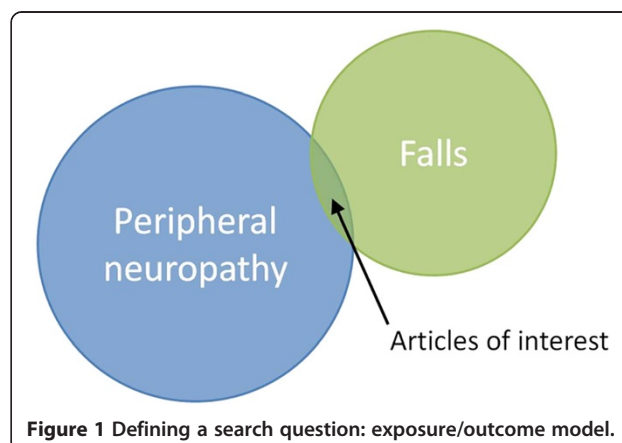 Falls
Peripheral
neuropathy
Articles of interest
Figure 1 Defining a search question: exposure/outcome model.